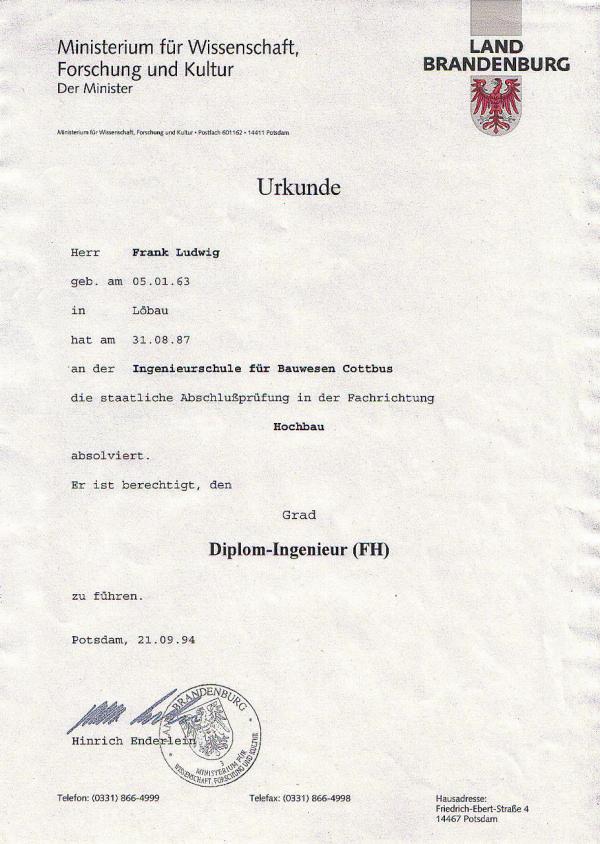 Ministerium für Wissenschaft,
Forschung und Kultur
Der Minister
LAND
BRANDENBURG
Ministerium für Wissenschaft, Forschung und Kultur • Postfach 601162 • 14411 Potsdam
Urkunde
Herr Frank Ludwig
geb. am 05.01.63
in Löbau
hat am 31.08.87
an der Ingenieurschule für Bauwesen Cottbus
die staatliche Abschlußprüfung in der Fachrichtung
Hochbau
absolviert.
Er ist berechtigt, den
Grad
Diplom-Ingenieur (FH)
zu führen.
Potsdam, 21.09.94
LAND BRANDENBURG
3
MINISTERIUM FÜR
WISSENSCHAFT, FORSCHUNG UND KULTUR
Hinrich Enderlein
Telefon: (0331) 866-4999 Telefax: (0331) 866-4998 Hausadresse:
Friedrich-Ebert-Straße 4
14467 Potsdam